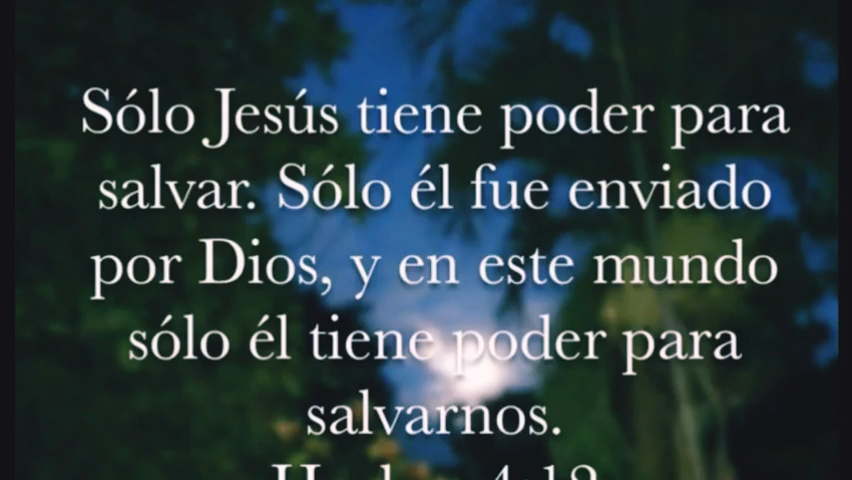 Sólo Jesús tiene poder para
salvar. Sólo él fue enviado
por Dios, y en este mundo
sólo él tiene poder para
salvarnos.